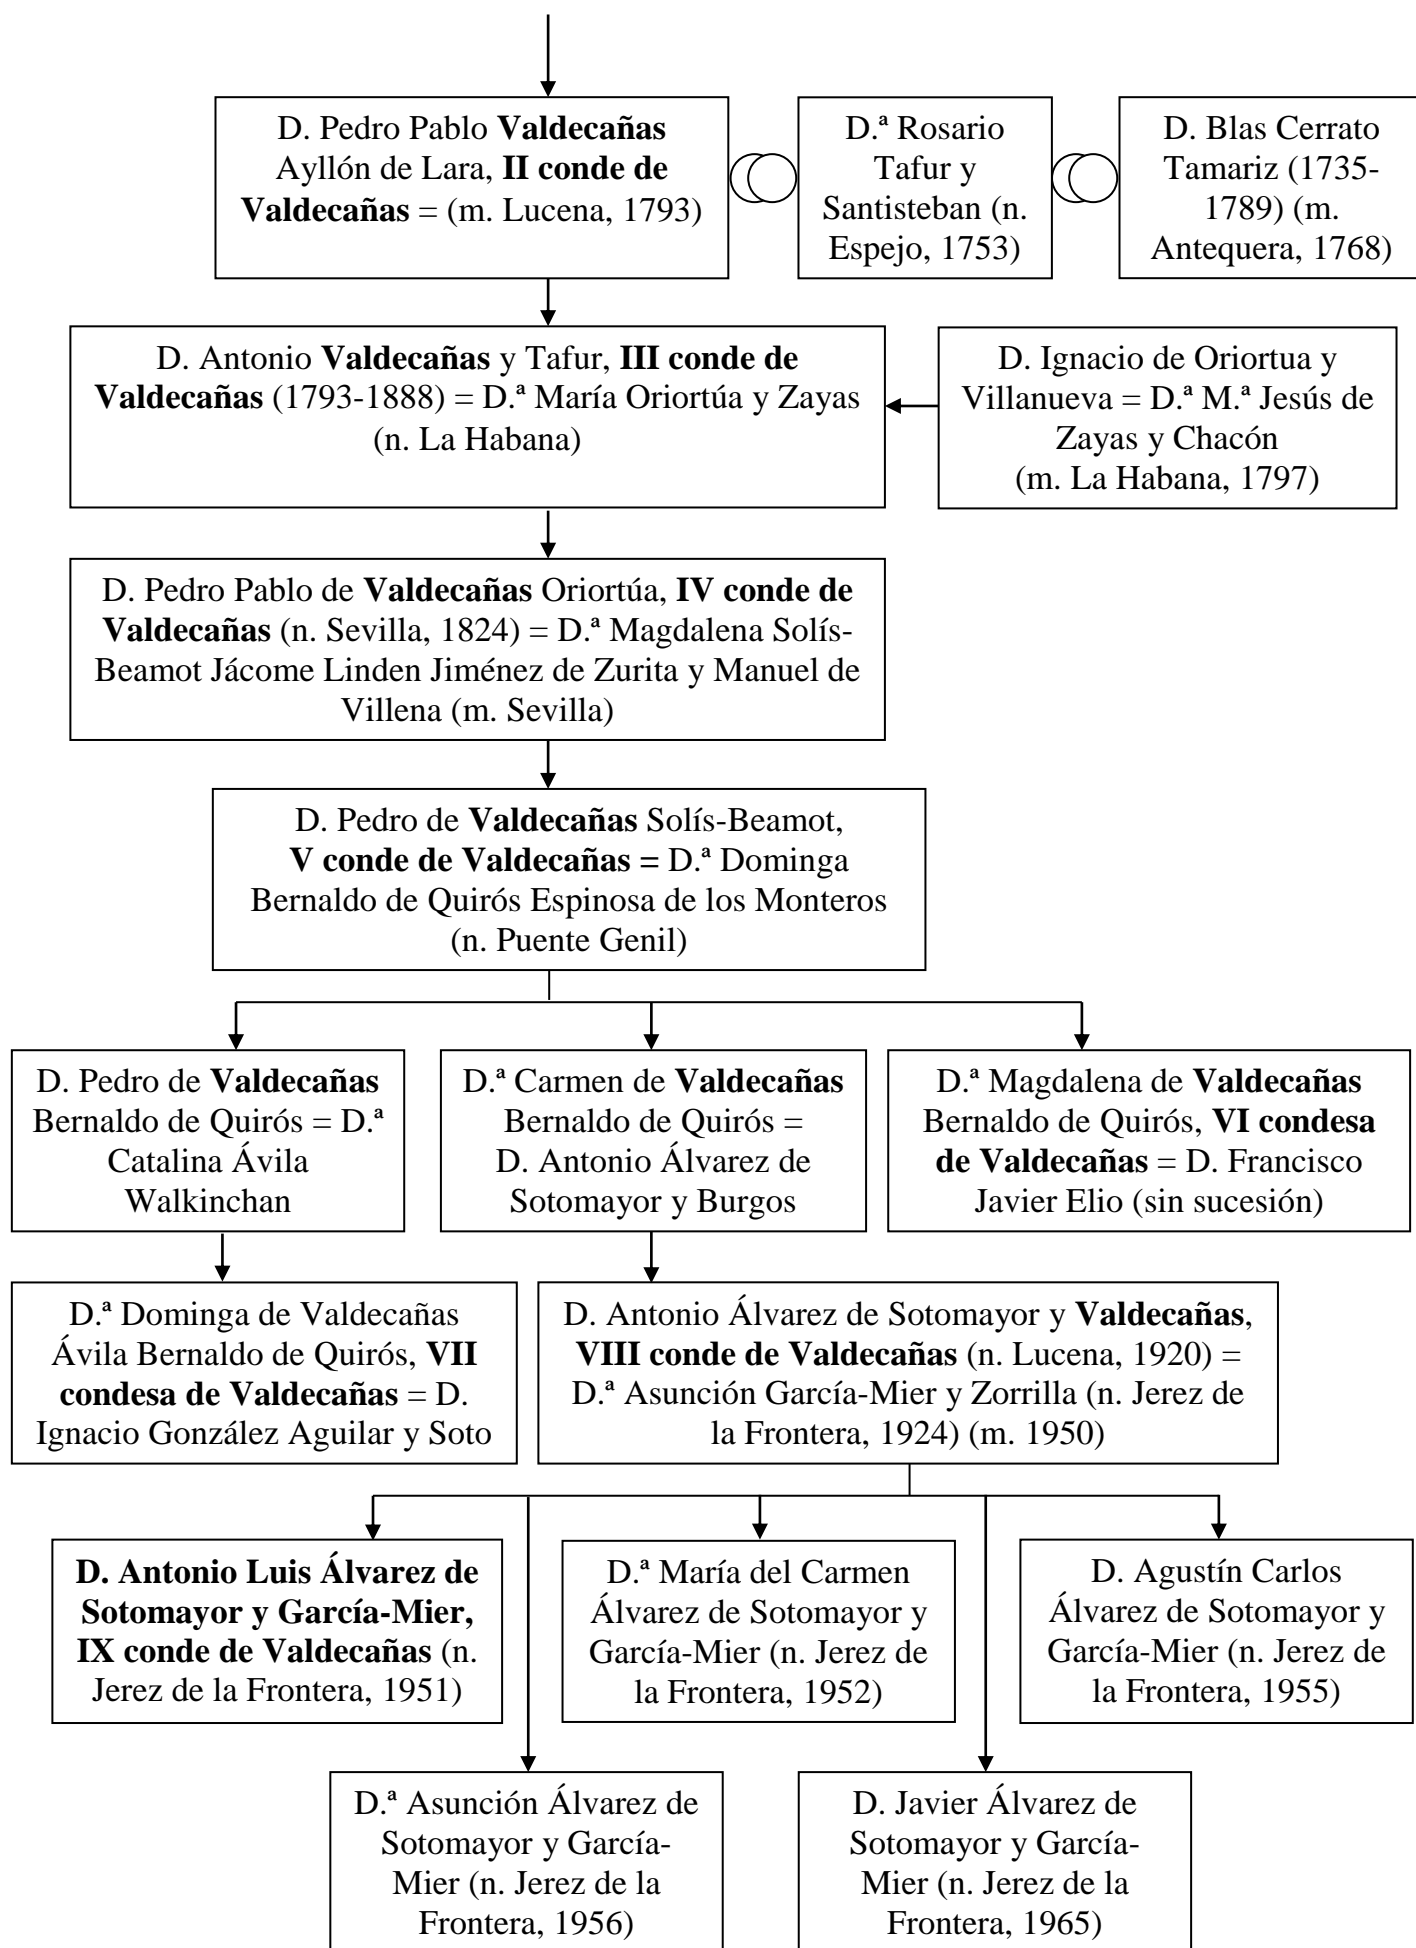 D. Pedro Pablo Valdecañas
Ayllón de Lara, II conde de
Valdecañas = (m. Lucena, 1793)
D.ª Rosario
Tafur y
Santisteban (n.
Espejo, 1753)
D. Blas Cerrato
Tamariz (1735-
1789) (m.
Antequera, 1768)
D. Antonio Valdecañas y Tafur, III conde de
Valdecañas (1793-1888) = D.ª María Oriortúa y Zayas
(n. La Habana)
D. Ignacio de Oriortua y
Villanueva = D.ª M.ª Jesús de
Zayas y Chacón
(m. La Habana, 1797)
D. Pedro Pablo de Valdecañas Oriortúa, IV conde de
Valdecañas (n. Sevilla, 1824) = D.ª Magdalena Solís-
Beamot Jácome Linden Jiménez de Zurita y Manuel de
Villena (m. Sevilla)
D. Pedro de Valdecañas Solís-Beamot,
V conde de Valdecañas = D.ª Dominga
Bernaldo de Quirós Espinosa de los Monteros
(n. Puente Genil)
D. Pedro de Valdecañas
Bernaldo de Quirós = D.ª
Catalina Ávila
Walkinchan
D.ª Carmen de Valdecañas
Bernaldo de Quirós =
D. Antonio Álvarez de
Sotomayor y Burgos
D.ª Magdalena de Valdecañas
Bernaldo de Quirós, VI condesa
de Valdecañas = D. Francisco
Javier Elio (sin sucesión)
D.ª Dominga de Valdecañas
Ávila Bernaldo de Quirós, VII
condesa de Valdecañas = D.
Ignacio González Aguilar y Soto
D. Antonio Álvarez de Sotomayor y Valdecañas,
VIII conde de Valdecañas (n. Lucena, 1920) =
D.ª Asunción García-Mier y Zorrilla (n. Jerez de
la Frontera, 1924) (m. 1950)
D. Antonio Luis Álvarez de
Sotomayor y García-Mier,
IX conde de Valdecañas (n.
Jerez de la Frontera, 1951)
D.ª María del Carmen
Álvarez de Sotomayor y
García-Mier (n. Jerez de
la Frontera, 1952)
D. Agustín Carlos
Álvarez de Sotomayor y
García-Mier (n. Jerez de
la Frontera, 1955)
D.ª Asunción Álvarez de
Sotomayor y García-
Mier (n. Jerez de la
Frontera, 1956)
D. Javier Álvarez de
Sotomayor y García-
Mier (n. Jerez de la
Frontera, 1965)